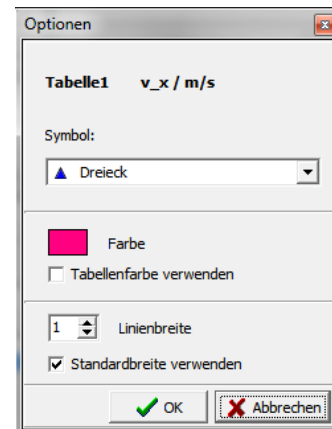 Optionen
Tabelle1 v_x / m/s
Symbol:
Dreieck
Farbe
Tabellenfarbe verwenden
1 Linienbreite
Standardbreite verwenden
OK Abbrechen